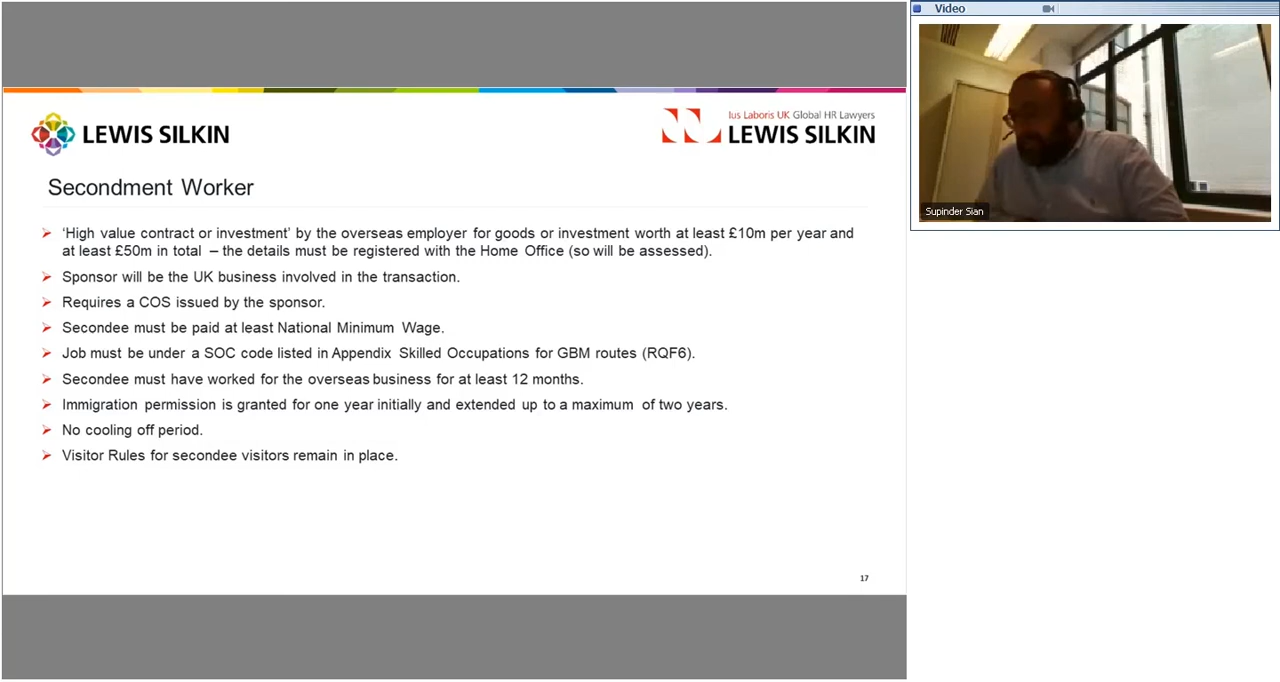 Video
LEWIS SILKIN
Ius Laboris UK Global HR Lawyers
LEWIS SILKIN
Secondment Worker
‘High value contract or investment’ by the overseas employer for goods or investment worth at least £10m per year and
at least £50m in total – the details must be registered with the Home Office (so will be assessed).
Sponsor will be the UK business involved in the transaction.
Requires a COS issued by the sponsor.
Secondee must be paid at least National Minimum Wage.
Job must be under a SOC code listed in Appendix Skilled Occupations for GBM routes (RQF6).
Secondee must have worked for the overseas business for at least 12 months.
Immigration permission is granted for one year initially and extended up to a maximum of two years.
No cooling off period.
Visitor Rules for secondee visitors remain in place.
17
Supinder Sian